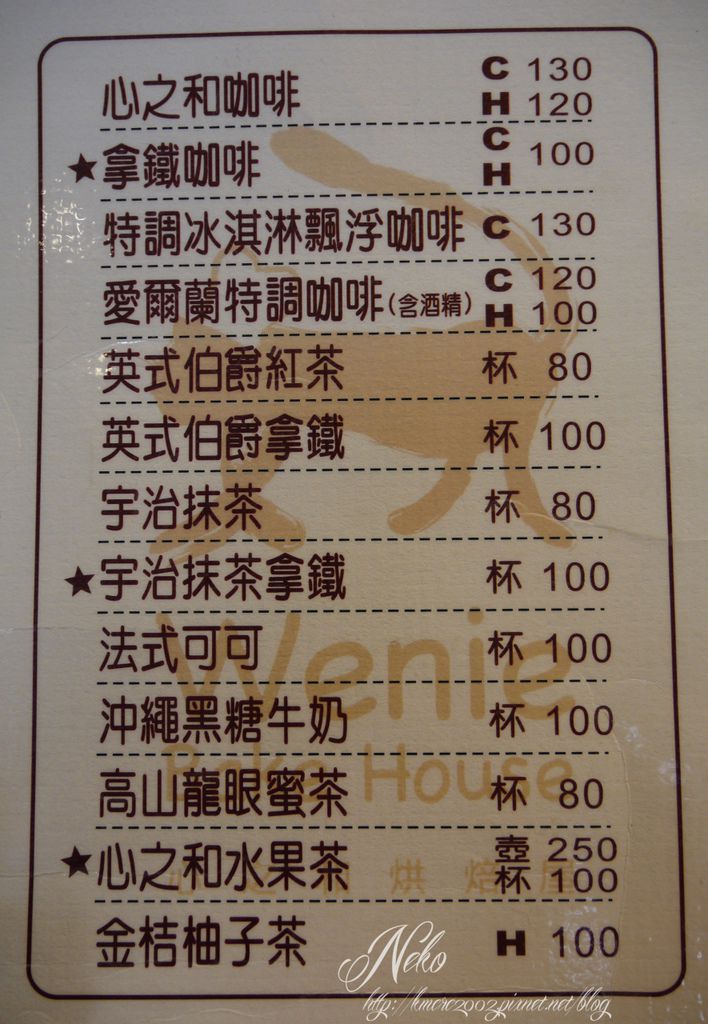 心之和咖啡 C 130
H 120
★拿鐵咖啡 C H 100
特調冰淇淋飄浮咖啡 C 130
愛爾蘭特調咖啡(含酒精) C 120
H 100
英式伯爵紅茶 杯 80
英式伯爵拿鐵 杯 100
宇治抹茶 杯 80
★宇治抹茶拿鐵 杯 100
法式可可 杯 100
沖繩黑糖牛奶 杯 100
高山龍眼蜜茶 杯 80
★心之和水果茶 壺 250
杯 100
金桔柚子茶 H 100
Wenie
Bake House
烘焙屋
Neko
http://kmerc2002.pixnet.net/blog